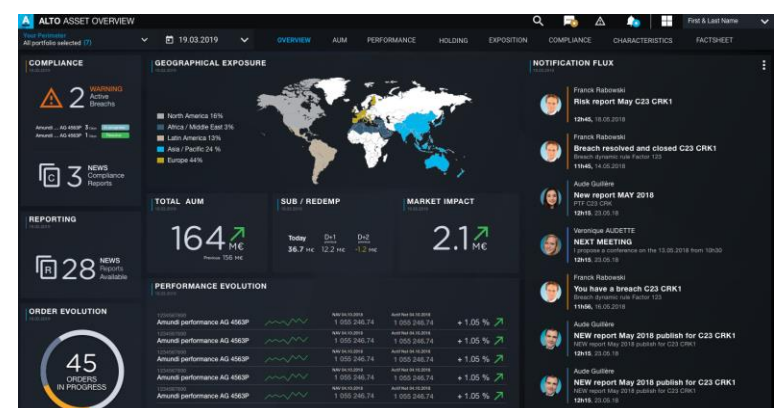 A ALTO ASSET OVERVIEW
First & Last Name
Your Perimeter
All portfolio selected (7)
19.03.2019
OVERVIEW
AUM
PERFORMANCE
HOLDING
EXPOSITION
COMPLIANCE
CHARACTERISTICS
FACTSHEET
COMPLIANCE
2 WARNING
Active
Breachs
Amundi ... AG 4563P 3
Amundi ... AG 4563P 1
C 3 NEWS
Compliance
Reports
REPORTING
R 28 NEWS
Reports
Available
ORDER EVOLUTION
45
ORDERS
IN PROGRESS
GEOGRAPHICAL EXPOSURE
North America 16%
Africa / Middle East 3%
Latin America 13%
Asia / Pacific 24 %
Europe 44%
TOTAL AUM
164 M€
Previous 156 M€
SUB / REDEMP
Today D+1 D+2
36.7 M€ 12.2 M€ -1.2 M€
MARKET IMPACT
2.1 M€
PERFORMANCE EVOLUTION
Amundi performance AG 4563P 1 055 246.74 1 055 246.74 + 1.05 %
Amundi performance AG 4563P 1 055 246.74 1 055 246.74 + 1.05 %
Amundi performance AG 4563P 1 055 246.74 1 055 246.74 + 1.05 %
Amundi performance AG 4563P 1 055 246.74 1 055 246.74 + 1.05 %
Amundi performance AG 4563P 1 055 246.74 1 055 246.74 + 1.05 %
NOTIFICATION FLUX
Franck Rabowski
Risk report May C23 CRK1
12h45, 18.05.2018
Franck Rabowski
Breach resolved and closed C23 CRK1
Breach dynamic rule Factor 123
11h45, 14.05.2018
Aude Guillère
New report MAY 2018
PTF C23 CRK
12h15, 23.05.18
Veronique AUDETTE
NEXT MEETING
I propose a conference on the 13.05.2018 from 10h00
12h15, 23.05.18
Franck Rabowski
You have a breach C23 CRK1
Breach dynamic rule Factor 123
11h56, 16.05.2018
Aude Guillère
NEW report May 2018 publish for C23 CRK1
NEW report May 2018 publish for C23 CRK1
12h15, 23.05.18
Aude Guillère
NEW report May 2018 publish for C23 CRK1
NEW report May 2018 publish for C23 CRK1
12h15, 23.05.18